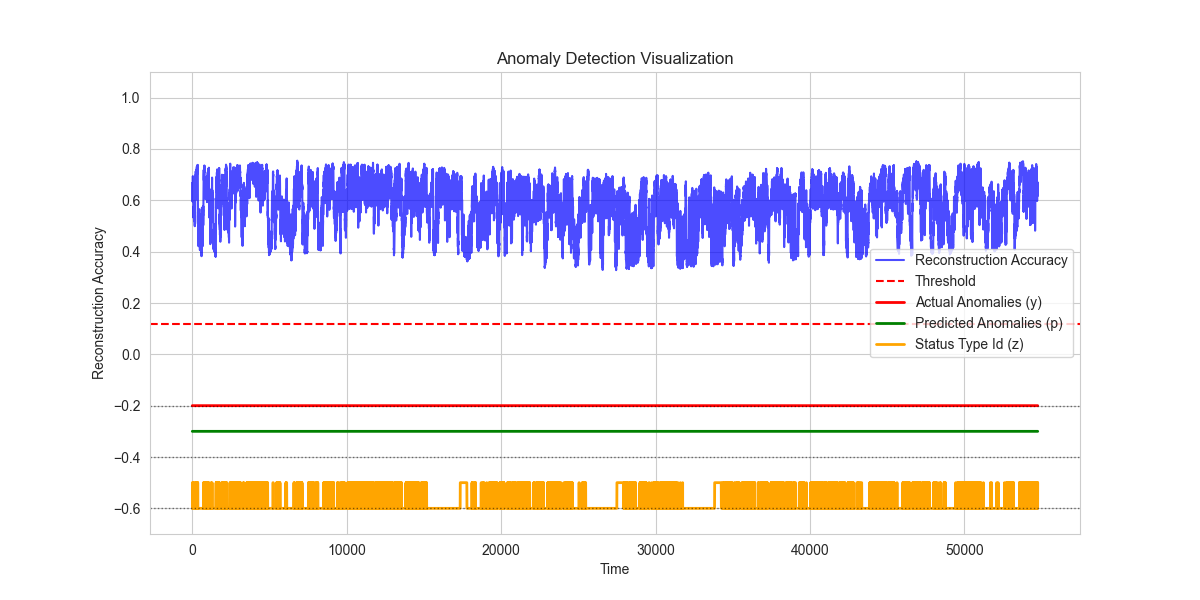 Anomaly Detection Visualization
Reconstruction Accuracy
1.0
0.8
0.6
0.4
0.2
0.0
−0.2
−0.4
−0.6
Reconstruction Accuracy
Threshold
Actual Anomalies (y)
Predicted Anomalies (p)
Status Type Id (z)
0 10000 20000 30000 40000 50000
Time